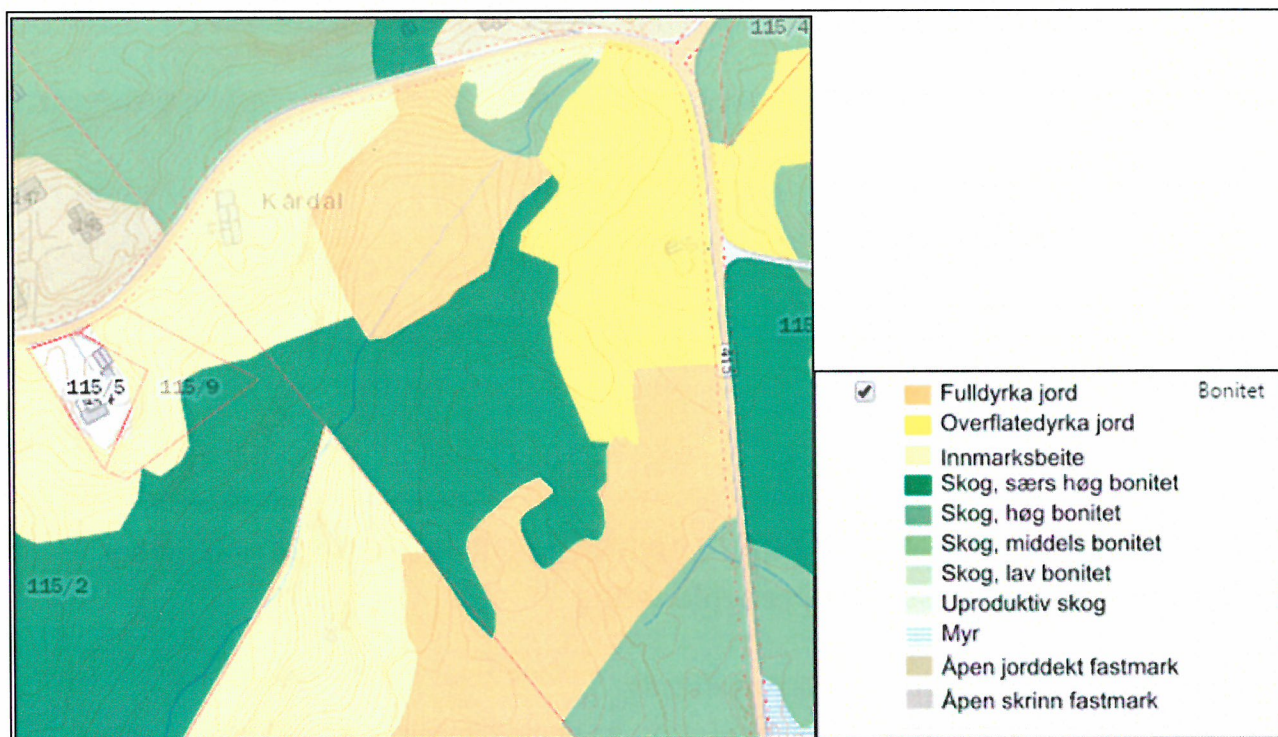 115/4
Kårdal
115
413
115/5
115/9
115/2
Bonitet
Fulldyrka jord
Overflatedyrka jord
Innmarksbeite
Skog, særs høg bonitet
Skog, høg bonitet
Skog, middels bonitet
Skog, lav bonitet
Uproduktiv skog
Myr
Åpen jorddekt fastmark
Åpen skrinn fastmark